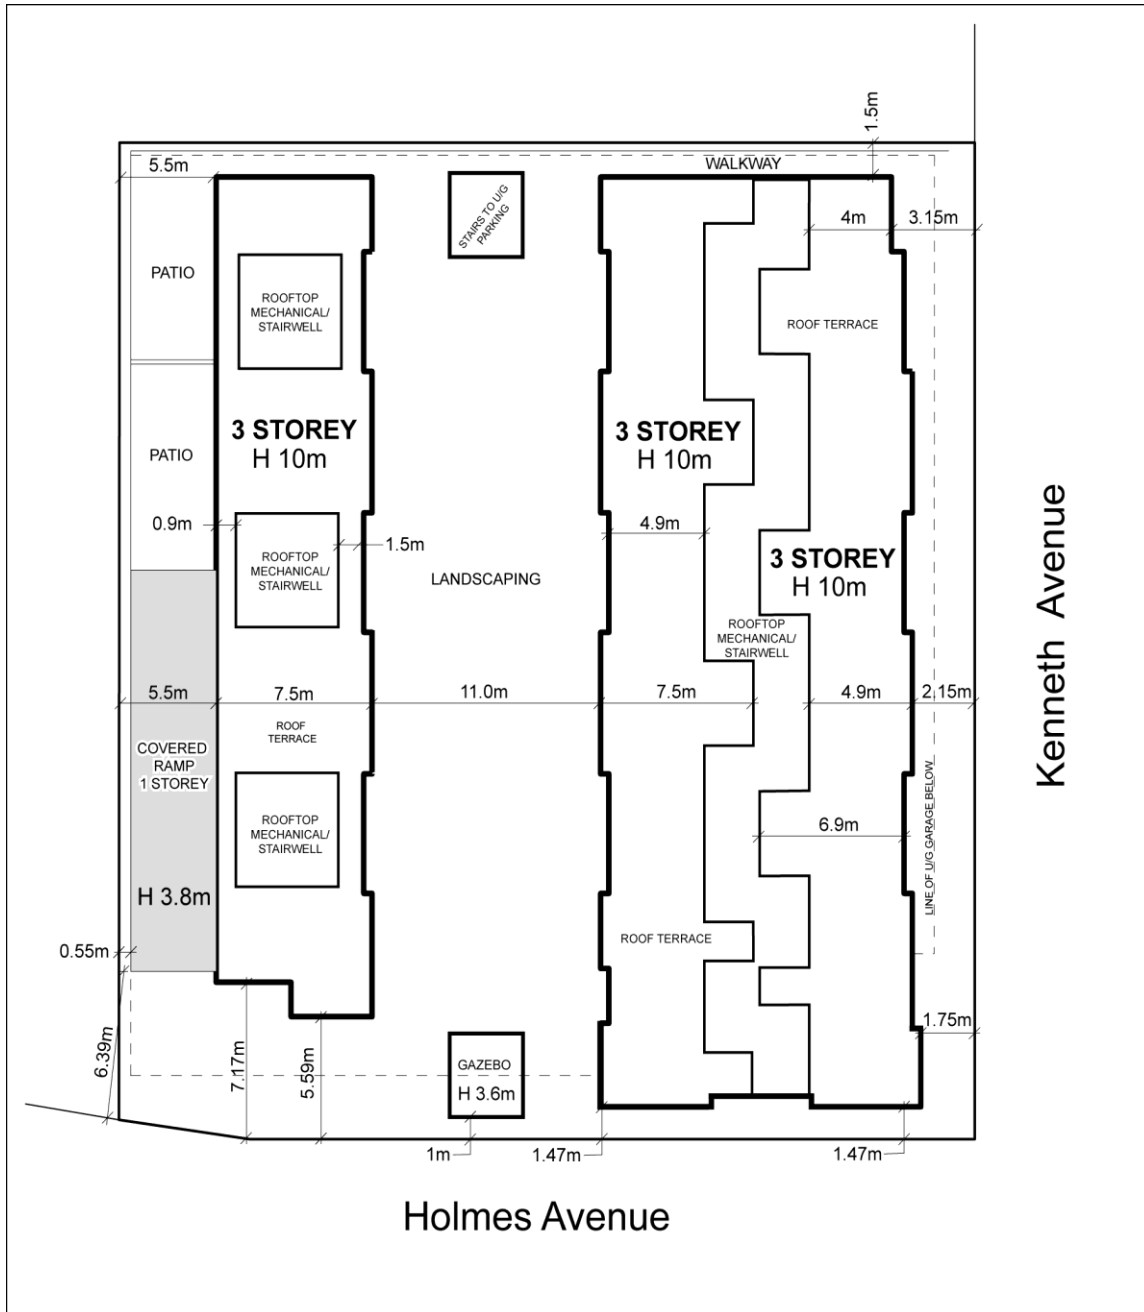 1.5m
5.5m
WALKWAY
STAIRS TO U/G
PARKING
4m
3.15m
PATIO
ROOFTOP
MECHANICAL/
STAIRWELL
ROOF TERRACE
3 STOREY
H 10m
3 STOREY
H 10m
PATIO
0.9m
4.9m
1.5m
ROOFTOP
MECHANICAL/
STAIRWELL
LANDSCAPING
3 STOREY
H 10m
ROOFTOP
MECHANICAL/
STAIRWELL
Kenneth Avenue
5.5m
7.5m
11.0m
7.5m
4.9m
2.15m
ROOF
TERRACE
COVERED
RAMP
1 STOREY
ROOFTOP
MECHANICAL/
STAIRWELL
6.9m
LINE OF U/G GARAGE BELOW
H 3.8m
ROOF TERRACE
0.55m
6.39m
7.17m
5.59m
1.75m
GAZEBO
H 3.6m
1m
1.47m
1.47m
Holmes Avenue